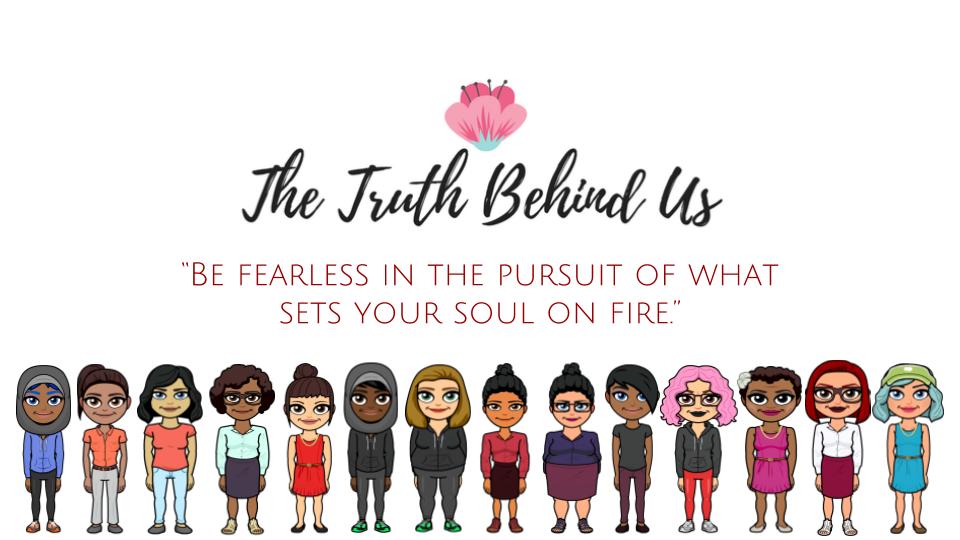 The Truth Behind Us
“Be fearless in the pursuit of what
sets your soul on fire.”